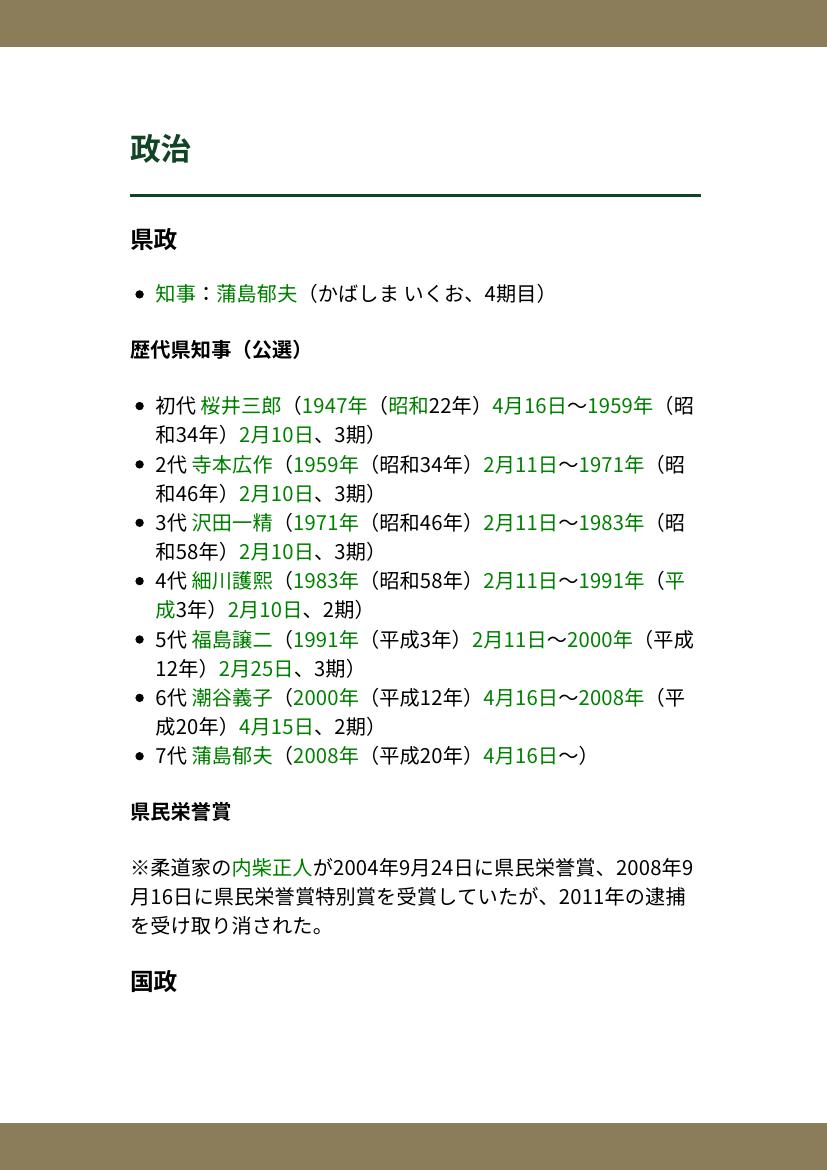 政治
県政
• 知事：蒲島郁夫（かばしま いくお、4期目）
歴代県知事（公選）
• 初代 桜井三郎（1947年（昭和22年）4月16日〜1959年（昭
和34年）2月10日、3期）
• 2代 寺本広作（1959年（昭和34年）2月11日〜1971年（昭
和46年）2月10日、3期）
• 3代 沢田一精（1971年（昭和46年）2月11日〜1983年（昭
和58年）2月10日、3期）
• 4代 細川護熙（1983年（昭和58年）2月11日〜1991年（平
成3年）2月10日、2期）
• 5代 福島譲二（1991年（平成3年）2月11日〜2000年（平成
12年）2月25日、3期）
• 6代 潮谷義子（2000年（平成12年）4月16日〜2008年（平
成20年）4月15日、2期）
• 7代 蒲島郁夫（2008年（平成20年）4月16日〜）
県民栄誉賞
※柔道家の内柴正人が2004年9月24日に県民栄誉賞、2008年9
月16日に県民栄誉賞特別賞を受賞していたが、2011年の逮捕
を受け取り消された。
国政